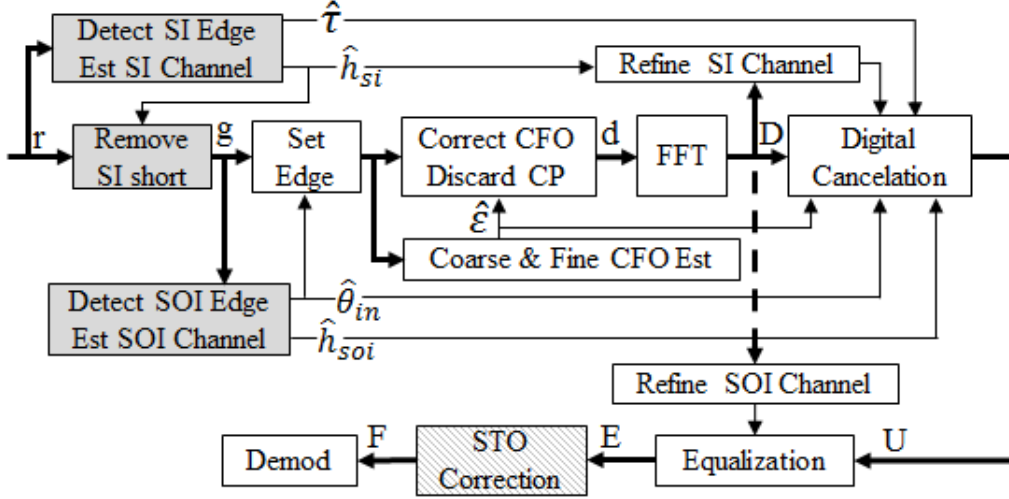 Detect SI Edge
Est SI Channel
τ̂
ĥ_si
Refine SI Channel
r
Remove
SI short
g
Set
Edge
Correct CFO
Discard CP
d
FFT
D
Digital
Cancelation
ε̂
Coarse & Fine CFO Est
Detect SOI Edge
Est SOI Channel
θ̂_in
ĥ_soi
Refine SOI Channel
Demod
F
STO
Correction
E
Equalization
U